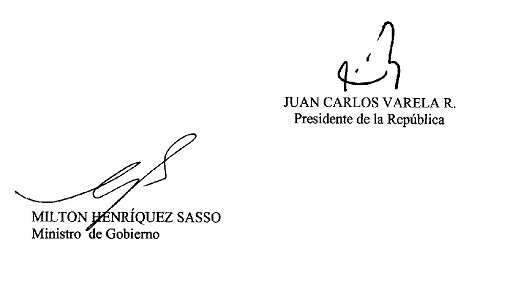 JUAN CARLOS VARELA R.
Presidente de la República
MILTON HENRÍQUEZ SASSO
Ministro de Gobierno